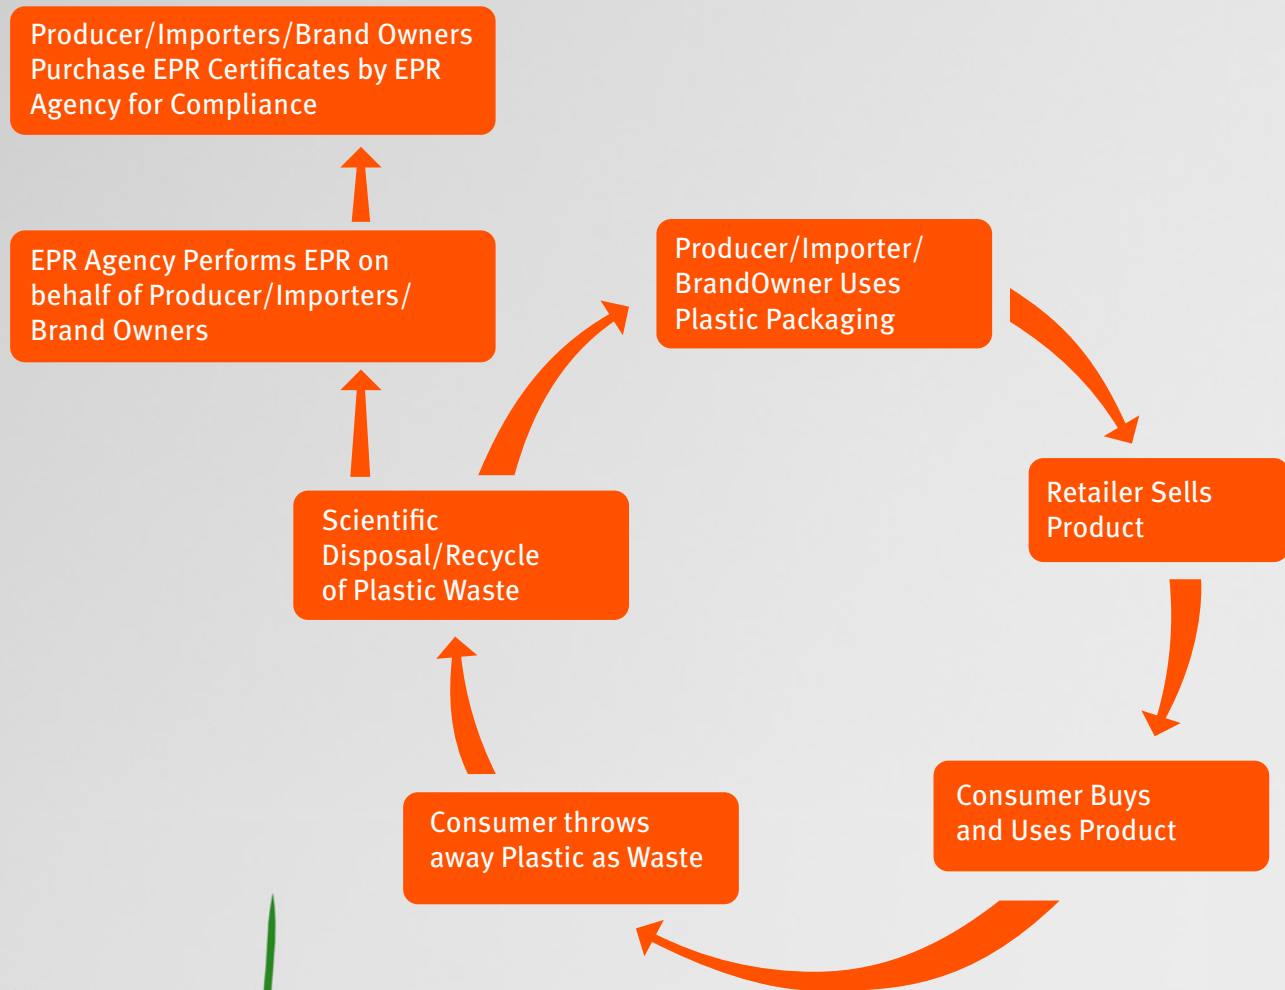 Producer/Importers/Brand Owners
Purchase EPR Certificates by EPR
Agency for Compliance
EPR Agency Performs EPR on
behalf of Producer/Importers/
Brand Owners
Producer/Importer/
BrandOwner Uses
Plastic Packaging
Retailer Sells
Product
Scientific
Disposal/Recycle
of Plastic Waste
Consumer Buys
and Uses Product
Consumer throws
away Plastic as Waste